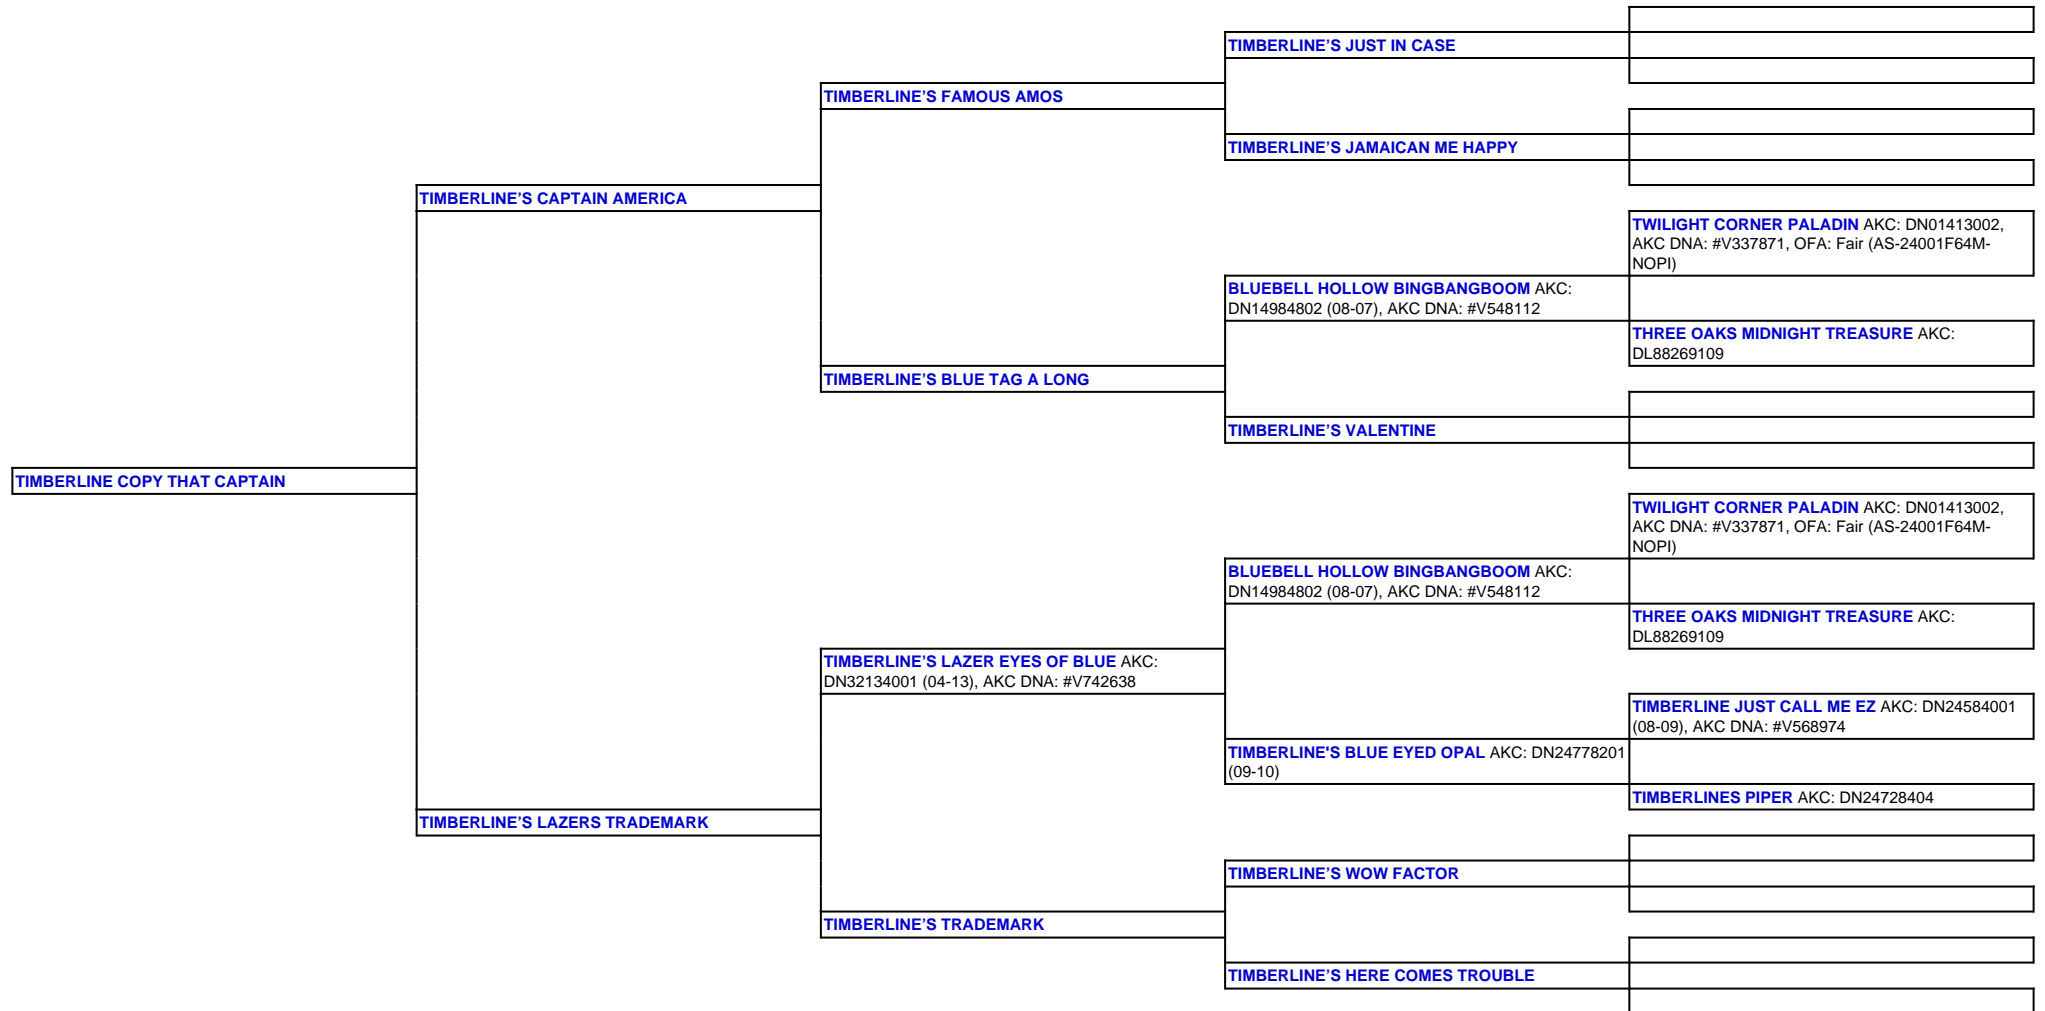 TIMBERLINE’S JUST IN CASE
TIMBERLINE’S FAMOUS AMOS
TIMBERLINE’S JAMAICAN ME HAPPY
TIMBERLINE’S CAPTAIN AMERICA
TWILIGHT CORNER PALADIN AKC: DN01413002,
AKC DNA: #V337871, OFA: Fair (AS-24001F64M-
NOPI)
BLUEBELL HOLLOW BINGBANGBOOM AKC:
DN14984802 (08-07), AKC DNA: #V548112
THREE OAKS MIDNIGHT TREASURE AKC:
DL88269109
TIMBERLINE’S BLUE TAG A LONG
TIMBERLINE’S VALENTINE
TIMBERLINE COPY THAT CAPTAIN
TWILIGHT CORNER PALADIN AKC: DN01413002,
AKC DNA: #V337871, OFA: Fair (AS-24001F64M-
NOPI)
BLUEBELL HOLLOW BINGBANGBOOM AKC:
DN14984802 (08-07), AKC DNA: #V548112
THREE OAKS MIDNIGHT TREASURE AKC:
DL88269109
TIMBERLINE’S LAZER EYES OF BLUE AKC:
DN32134001 (04-13), AKC DNA: #V742638
TIMBERLINE JUST CALL ME EZ AKC: DN24584001
(08-09), AKC DNA: #V568974
TIMBERLINE'S BLUE EYED OPAL AKC: DN24778201
(09-10)
TIMBERLINES PIPER AKC: DN24728404
TIMBERLINE’S LAZERS TRADEMARK
TIMBERLINE’S WOW FACTOR
TIMBERLINE’S TRADEMARK
TIMBERLINE’S HERE COMES TROUBLE